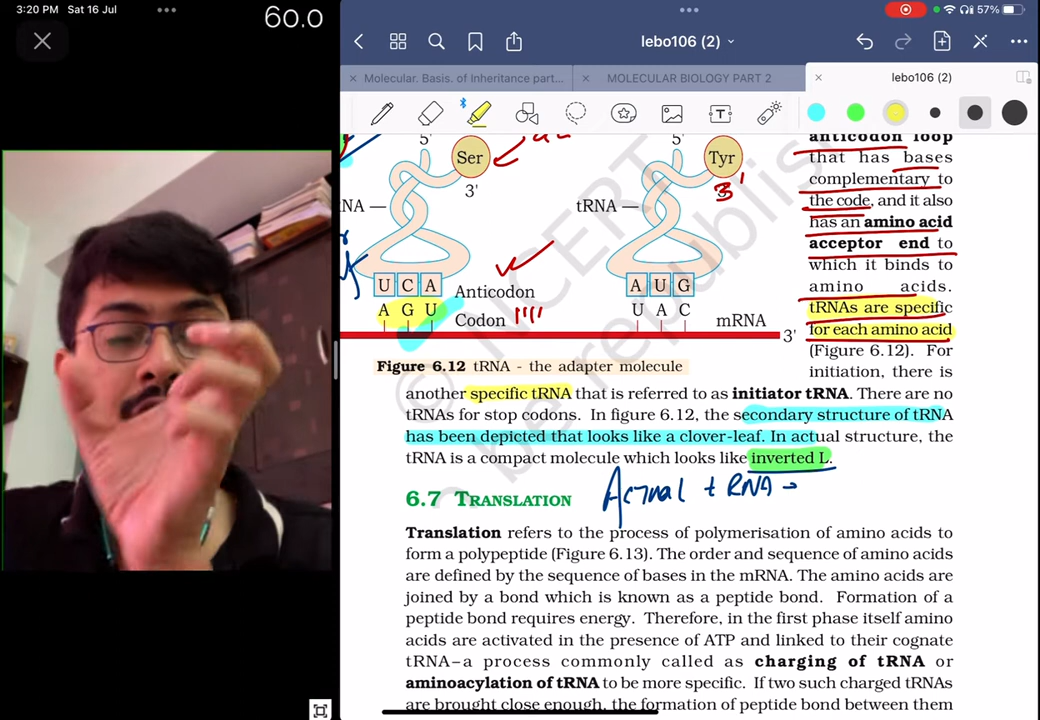 3:20 PM Sat 16 Jul
60.0
57%
lebo106 (2)
Molecular. Basis. of Inheritance part...
MOLECULAR BIOLOGY PART 2
lebo106 (2)
5'
Ser
3'
5'
Tyr
3'
3'
tRNA
UCA
Anticodon
AGU
Codon
AUG
UAC
mRNA
3'
Figure 6.12 tRNA - the adapter molecule
anticodon loop
that has bases
complementary to
the code, and it also
has an amino acid
acceptor end to
which it binds to
amino acids.
tRNAs are specific
for each amino acid
(Figure 6.12). For
initiation, there is
another specific tRNA that is referred to as initiator tRNA. There are no
tRNAs for stop codons. In figure 6.12, the secondary structure of tRNA
has been depicted that looks like a clover-leaf. In actual structure, the
tRNA is a compact molecule which looks like inverted L.
Actual tRNA
6.7 TRANSLATION
Translation refers to the process of polymerisation of amino acids to
form a polypeptide (Figure 6.13). The order and sequence of amino acids
are defined by the sequence of bases in the mRNA. The amino acids are
joined by a bond which is known as a peptide bond. Formation of a
peptide bond requires energy. Therefore, in the first phase itself amino
acids are activated in the presence of ATP and linked to their cognate
tRNA–a process commonly called as charging of tRNA or
aminoacylation of tRNA to be more specific. If two such charged tRNAs
are brought close enough, the formation of peptide bond between them